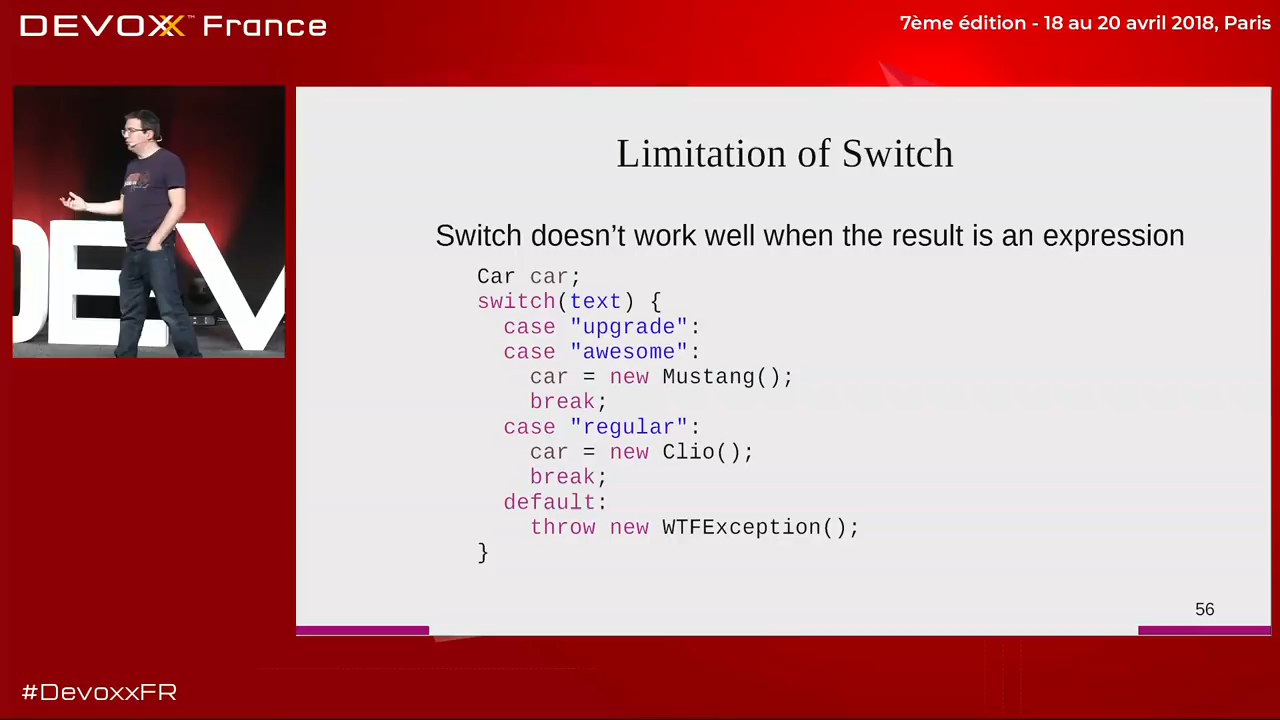 DEVOXX™ France
7ème édition - 18 au 20 avril 2018, Paris
DEV
Limitation of Switch
Switch doesn’t work well when the result is an expression
Car car;
switch(text) {
case "upgrade":
case "awesome":
car = new Mustang();
break;
case "regular":
car = new Clio();
break;
default:
throw new WTFException();
}
56
#DevoxxFR